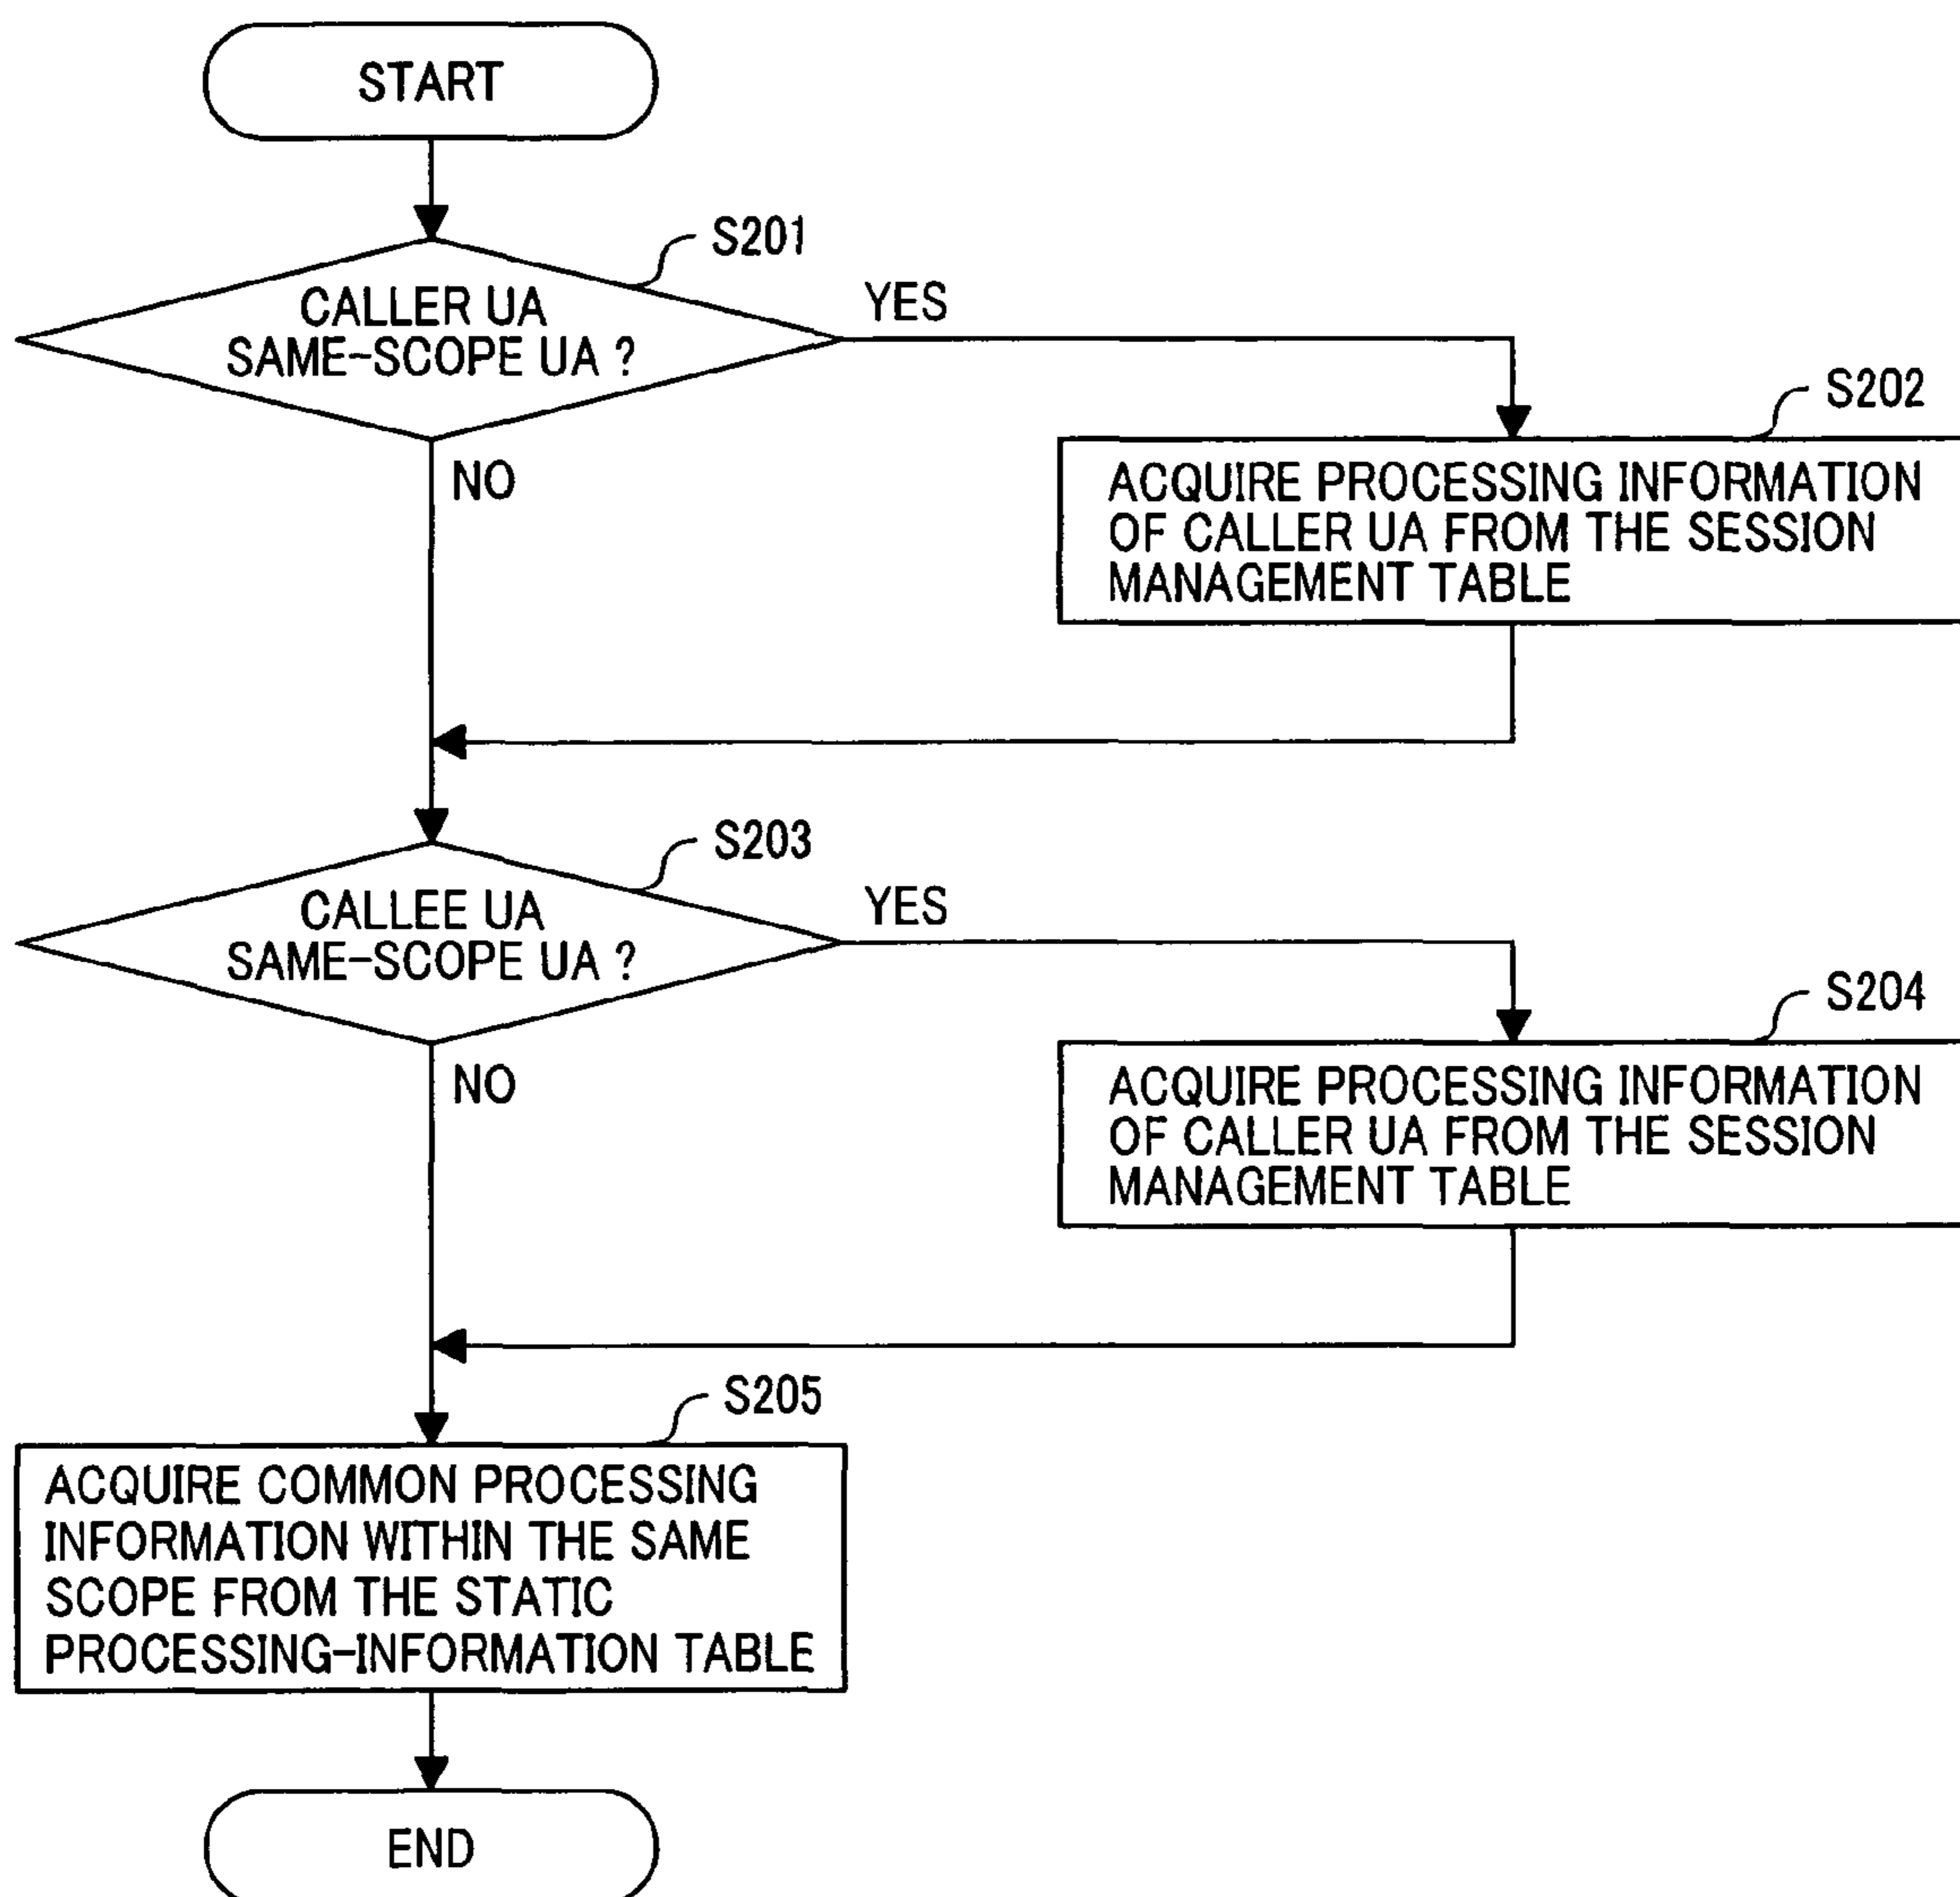 START
S201
CALLER UA
SAME-SCOPE UA ?
YES
S202
NO
ACQUIRE PROCESSING INFORMATION
OF CALLER UA FROM THE SESSION
MANAGEMENT TABLE
S203
CALLEE UA
SAME-SCOPE UA ?
YES
S204
NO
ACQUIRE PROCESSING INFORMATION
OF CALLER UA FROM THE SESSION
MANAGEMENT TABLE
S205
ACQUIRE COMMON PROCESSING
INFORMATION WITHIN THE SAME
SCOPE FROM THE STATIC
PROCESSING-INFORMATION TABLE
END